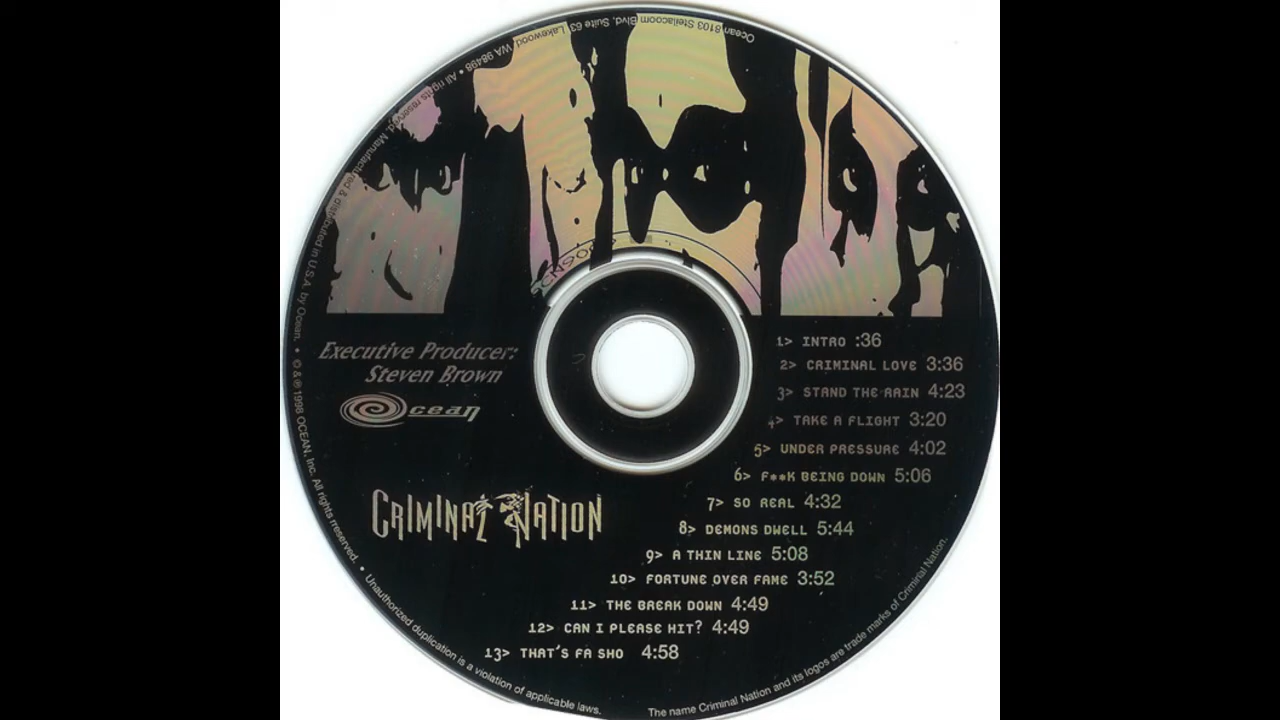 Ocean 8103 Steilacoom Blvd, Suite 63, Lakewood, WA 98498 • All rights reserved. Manufactured & distributed in U.S.A. by Ocean. • © & ℗ 1998 OCEAN, Inc. All rights reserved. • Unauthorized duplication is a violation of applicable laws.
Executive Producer:
Steven Brown
Ocean
CRIMINAL NATION
1> INTRO :36
2> CRIMINAL LOVE 3:36
3> STAND THE RAIN 4:23
4> TAKE A FLIGHT 3:20
5> UNDER PRESSURE 4:02
6> F**K BEING DOWN 5:06
7> SO REAL 4:32
8> DEMONS DWELL 5:44
9> A THIN LINE 5:08
10> FORTUNE OVER FAME 3:52
11> THE BREAK DOWN 4:49
12> CAN I PLEASE HIT? 4:49
13> THAT'S FA SHO 4:58
The name Criminal Nation and its logos are trade marks of Criminal Nation.